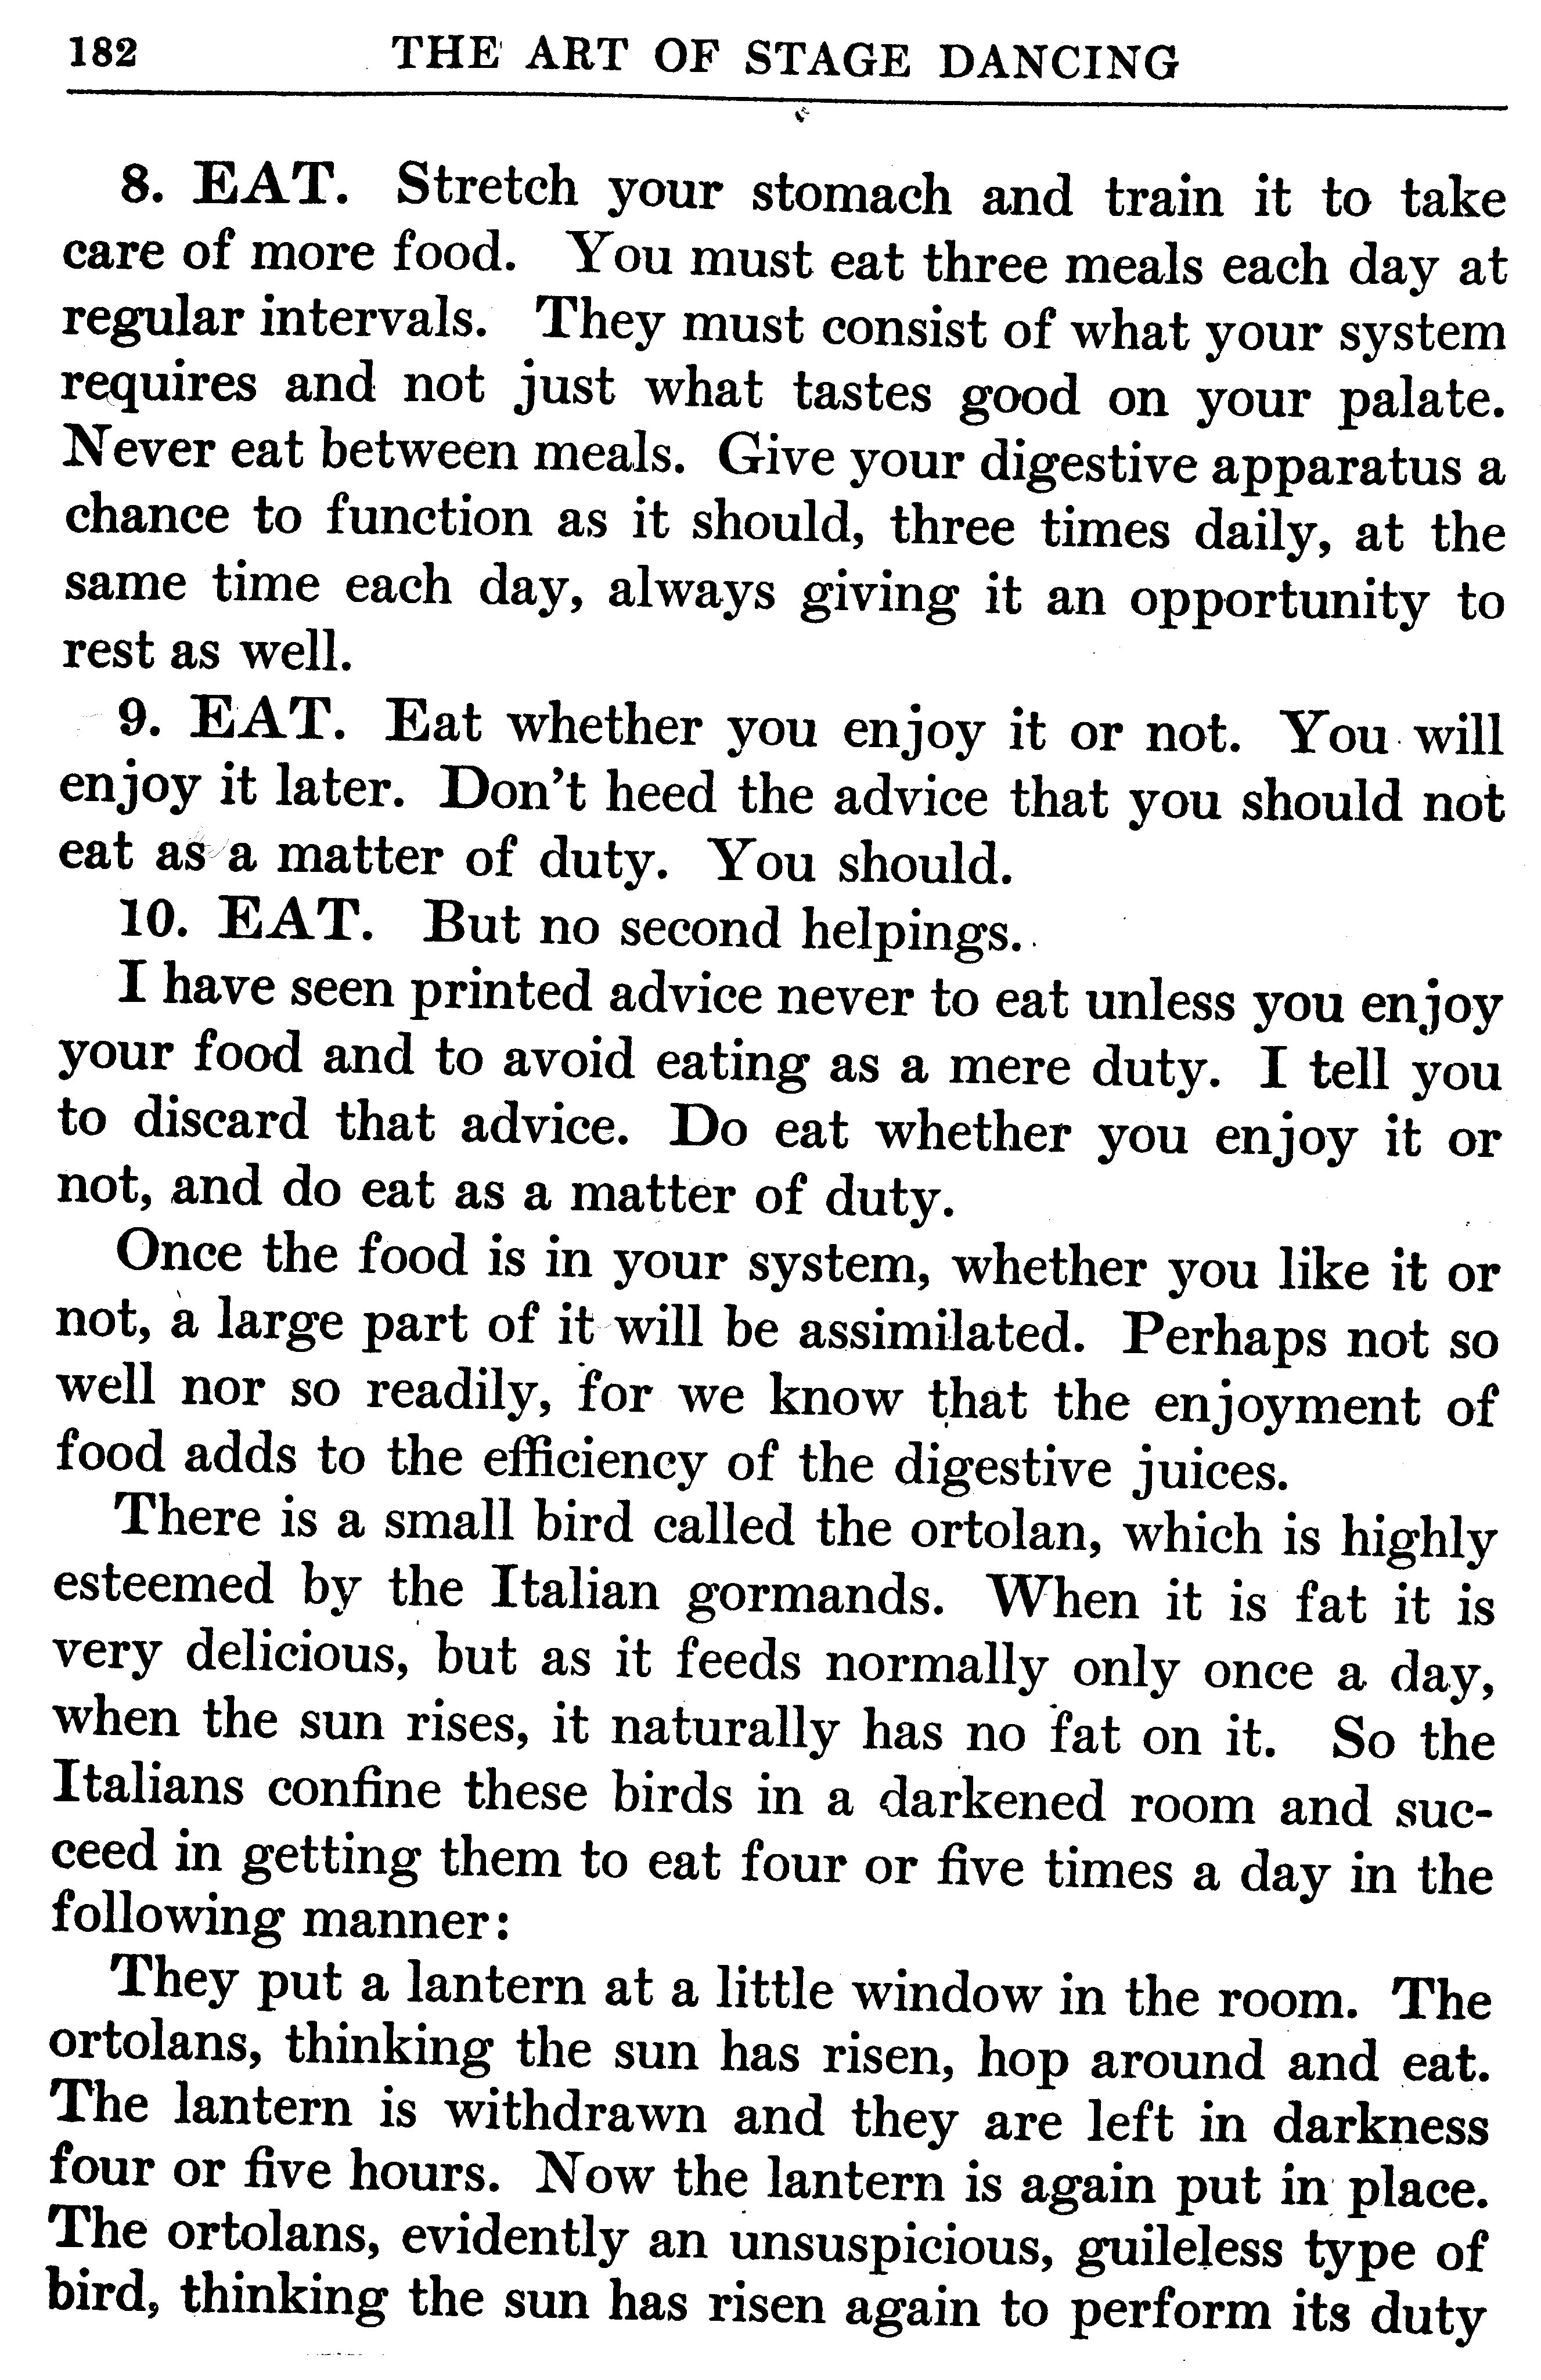 182 THE ART OF STAGE DANCING
8. EAT. Stretch your stomach and train it to take
care of more food. You must eat three meals each day at
regular intervals. They must consist of what your system
requires and not just what tastes good on your palate.
Never eat between meals. Give your digestive apparatus a
chance to function as it should, three times daily, at the
same time each day, always giving it an opportunity to
rest as well.
9. EAT. Eat whether you enjoy it or not. You will
enjoy it later. Don't heed the advice that you should not
eat as a matter of duty. You should.
10. EAT. But no second helpings.
I have seen printed advice never to eat unless you enjoy
your food and to avoid eating as a mere duty. I tell you
to discard that advice. Do eat whether you enjoy it or
not, and do eat as a matter of duty.
Once the food is in your system, whether you like it or
not, a large part of it will be assimilated. Perhaps not so
well nor so readily, for we know that the enjoyment of
food adds to the efficiency of the digestive juices.
There is a small bird called the ortolan, which is highly
esteemed by the Italian gormands. When it is fat it is
very delicious, but as it feeds normally only once a day,
when the sun rises, it naturally has no fat on it. So the
Italians confine these birds in a darkened room and suc-
ceed in getting them to eat four or five times a day in the
following manner:
They put a lantern at a little window in the room. The
ortolans, thinking the sun has risen, hop around and eat.
The lantern is withdrawn and they are left in darkness
four or five hours. Now the lantern is again put in place.
The ortolans, evidently an unsuspicious, guileless type of
bird, thinking the sun has risen again to perform its duty